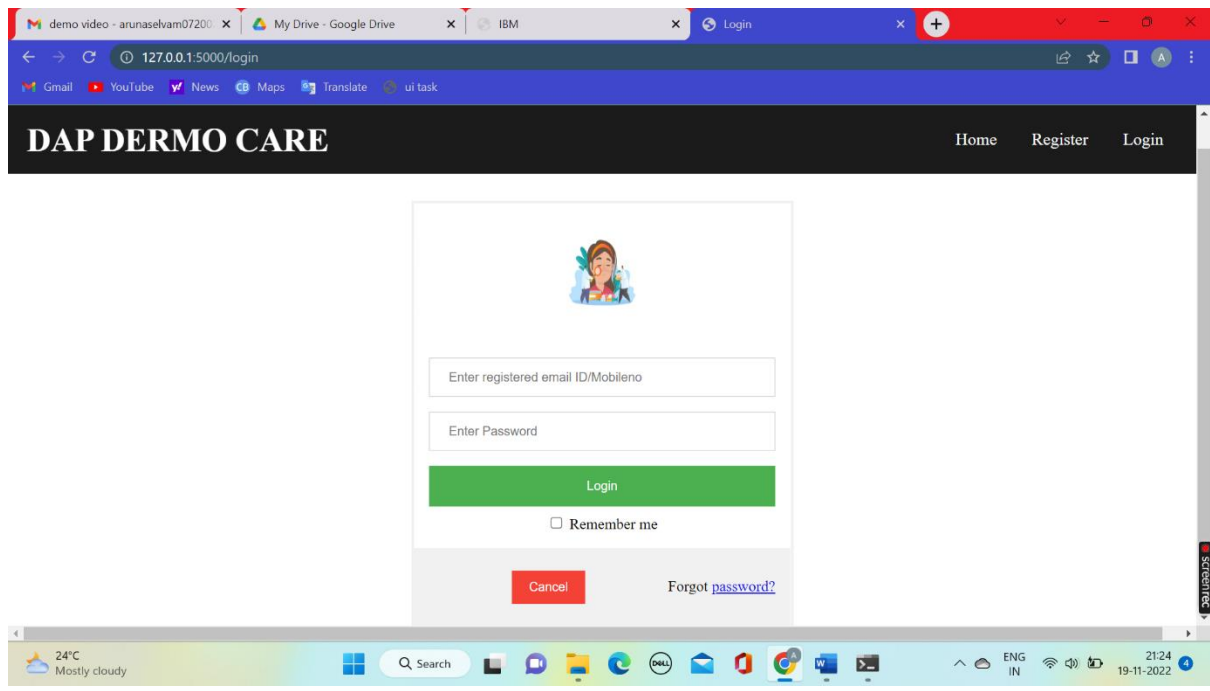 demo video - arunaselvam07200 My Drive - Google Drive IBM Login
127.0.0.1:5000/login A
Gmail YouTube y! News CB Maps Translate ui task
DAP DERMO CARE Home Register Login
Enter registered email ID/Mobileno
Enter Password
Login
Remember me
Cancel Forgot password?
screenrec
24°C
Mostly cloudy
Search
DELL
ENG
IN
21:24
19-11-2022
4